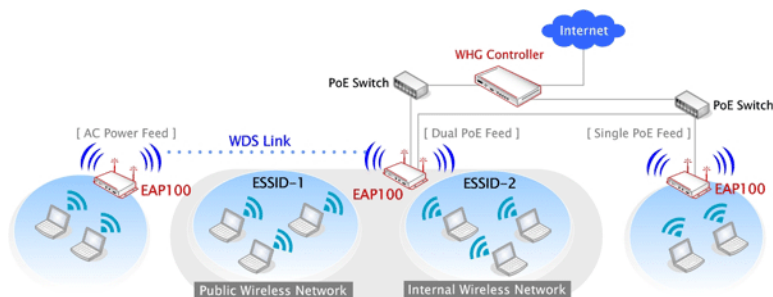 Internet
WHG Controller
PoE Switch
PoE Switch
[ AC Power Feed ]
WDS Link
[ Dual PoE Feed ]
[ Single PoE Feed ]
EAP100
ESSID-1
EAP100
ESSID-2
EAP100
Public Wireless Network
Internal Wireless Network